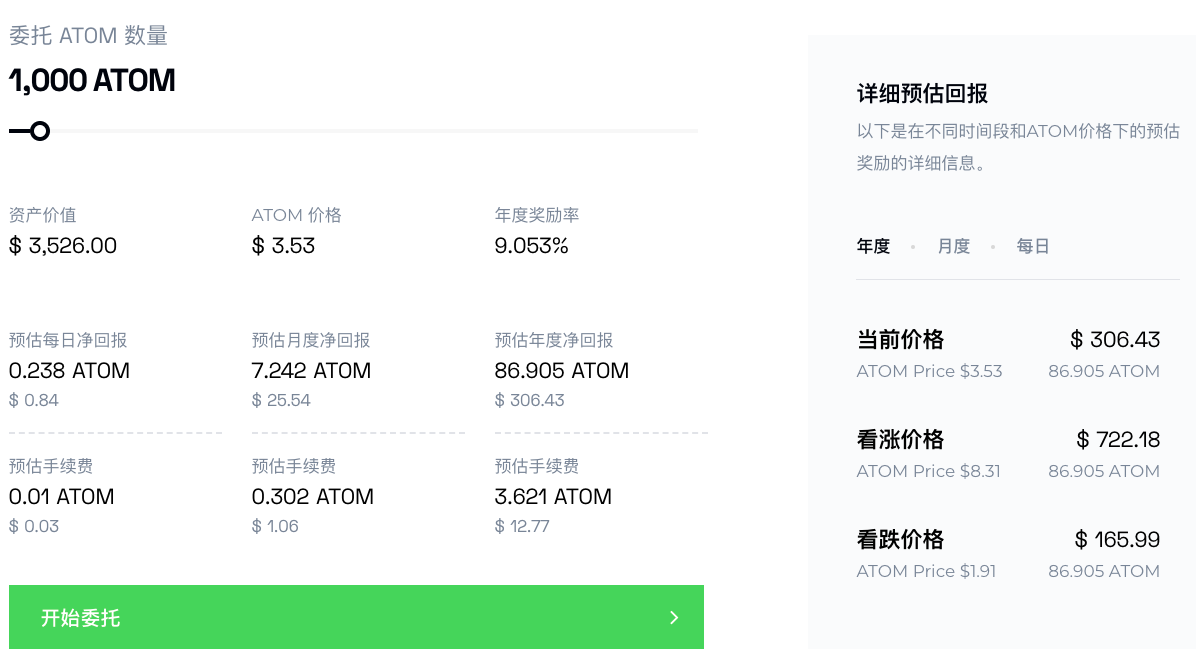 委托 ATOM 数量
1,000 ATOM
资产价值
$ 3,526.00
ATOM 价格
$ 3.53
年度奖励率
9.053%
预估每日净回报
0.238 ATOM
$ 0.84
预估月度净回报
7.242 ATOM
$ 25.54
预估年度净回报
86.905 ATOM
$ 306.43
预估手续费
0.01 ATOM
$ 0.03
预估手续费
0.302 ATOM
$ 1.06
预估手续费
3.621 ATOM
$ 12.77
开始委托
详细预估回报
以下是在不同时间段和ATOM价格下的预估
奖励的详细信息。
年度 • 月度 • 每日
当前价格 $ 306.43
ATOM Price $3.53 86.905 ATOM
看涨价格 $ 722.18
ATOM Price $8.31 86.905 ATOM
看跌价格 $ 165.99
ATOM Price $1.91 86.905 ATOM